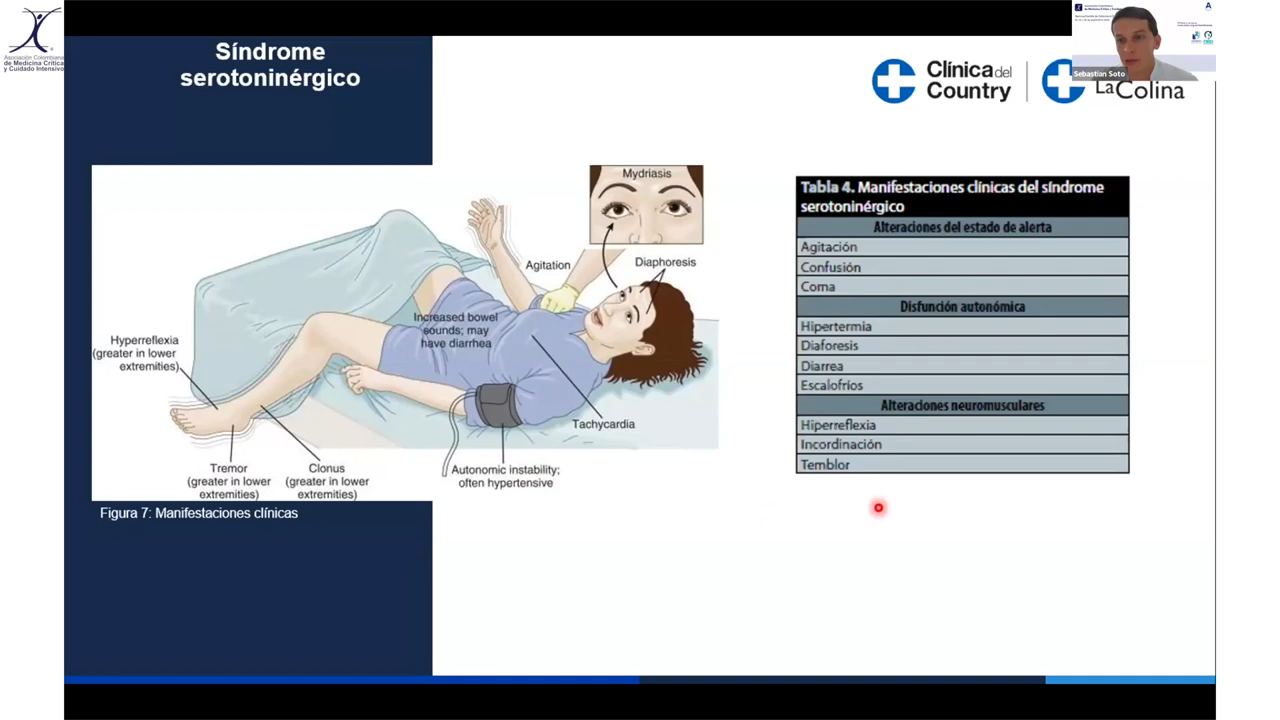 Asociación Colombiana
de Medicina Crítica
y Cuidado Intensivo
Síndrome
serotoninérgico
Clínica del
Country
La Colina
Sebastian Soto
Mydriasis
Agitation
Diaphoresis
Increased bowel
sounds; may
have diarrhea
Hyperreflexia
(greater in lower
extremities)
Tachycardia
Tremor
(greater in lower
extremities)
Clonus
(greater in lower
extremities)
Autonomic instability;
often hypertensive
Figura 7: Manifestaciones clínicas
Tabla 4. Manifestaciones clínicas del síndrome
serotoninérgico
Alteraciones del estado de alerta
Agitación
Confusión
Coma
Disfunción autonómica
Hipertermia
Diaforesis
Diarrea
Escalofríos
Alteraciones neuromusculares
Hiperreflexia
Incordinación
Temblor